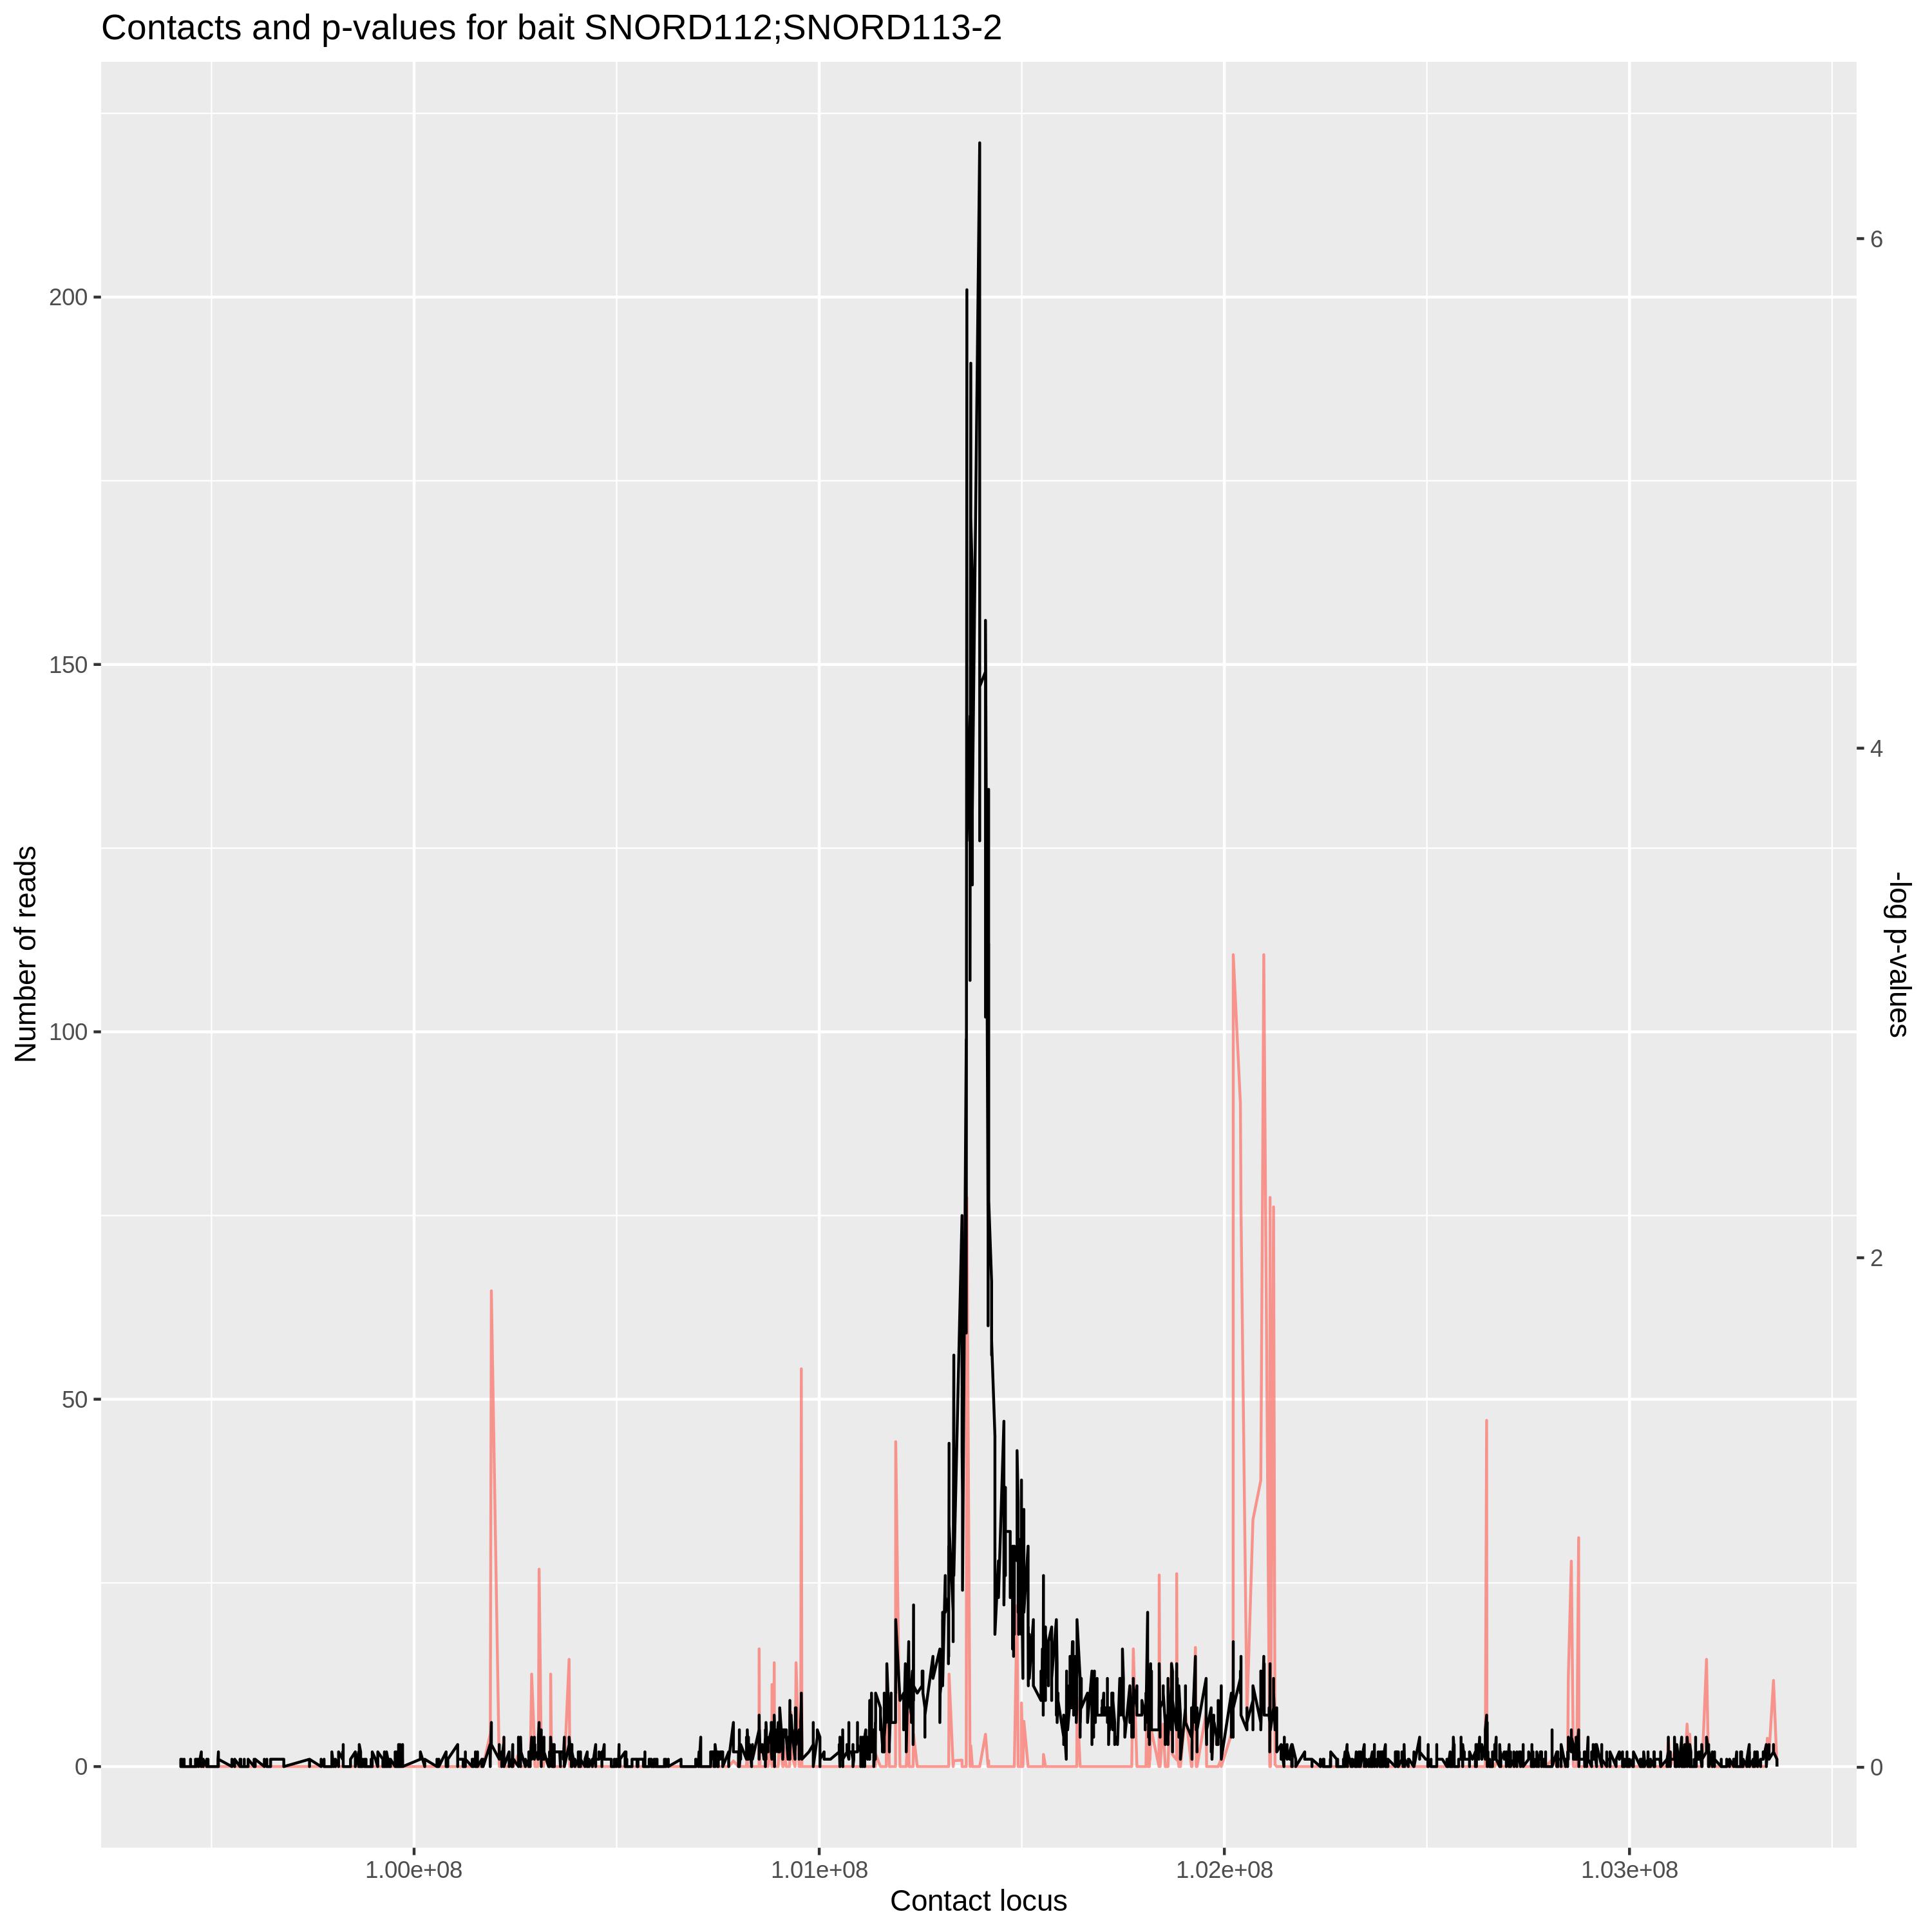 Contacts and p-values for bait SNORD112;SNORD113-2
Number of reads
200
150
100
50
0
6
4
2
0
-log p-values
1.00e+08
1.01e+08
1.02e+08
1.03e+08
Contact locus